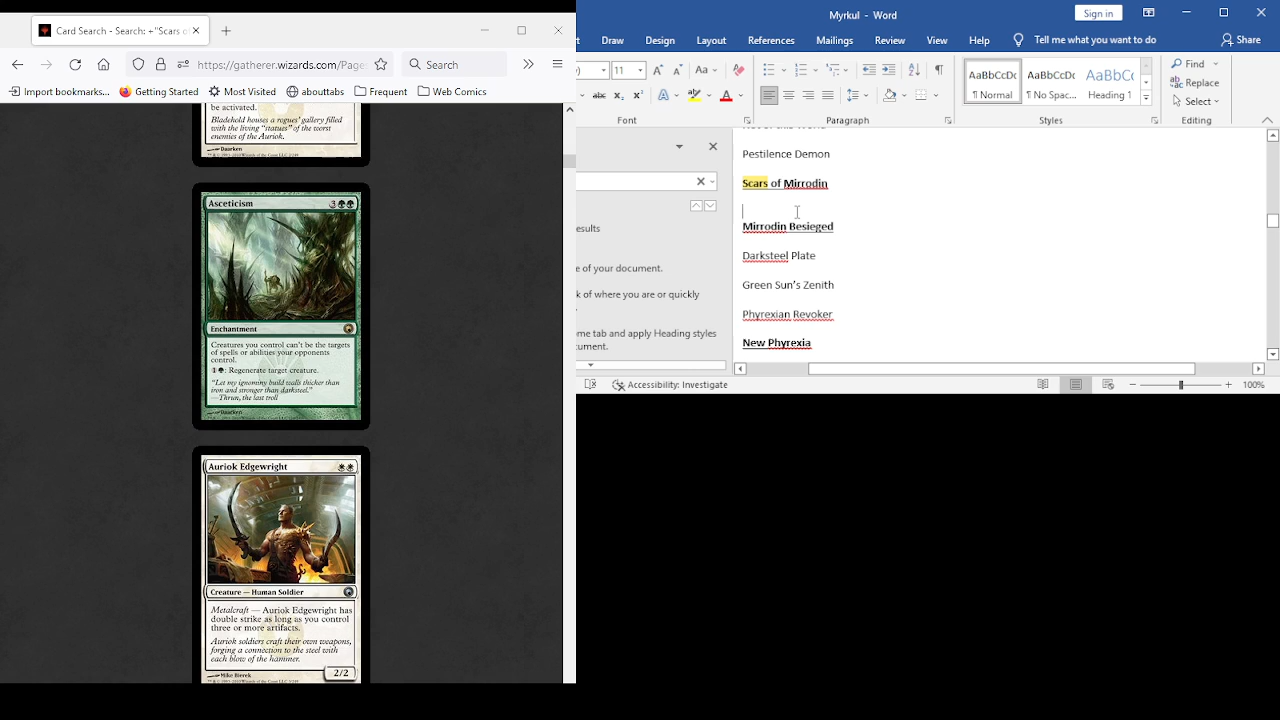 Card Search - Search: +"Scars o
https://gatherer.wizards.com/Page
Search
Import bookmarks...
Getting Started
Most Visited
abouttabs
Frequent
Web Comics
be activated.
Bladehold houses a rogues' gallery filled
with the living "statues" of the worst
enemies of the Auriok.
Daarken
Asceticism
3
Enchantment
Creatures you control can't be the targets
of spells or abilities your opponents
control.
: Regenerate target creature.
"Let my ignominy build walls thicker than
iron and stronger than darksteel."
—Thrun, the last troll
Daarken
Auriok Edgewright
Creature — Human Soldier
Metalcraft — Auriok Edgewright has
double strike as long as you control
three or more artifacts.
Auriok soldiers craft their own weapons,
forging a connection to the steel with
each blow of the hammer.
2/2
Mike Bierek
Myrkul - Word
Sign in
t Draw Design Layout References Mailings Review View Help Tell me what you want to do Share
11 Aa
abc x₂ x² A A
Font
Paragraph
AaBbCcDc AaBbCcDc AaBbCc
¶ Normal ¶ No Spac... Heading 1
Styles
Find
Replace
Select
Editing
esults
e of your document.
k of where you are or quickly
me tab and apply Heading styles
cument.
Pestilence Demon
Scars of Mirrodin
Mirrodin Besieged
Darksteel Plate
Green Sun's Zenith
Phyrexian Revoker
New Phyrexia
Accessibility: Investigate
100%